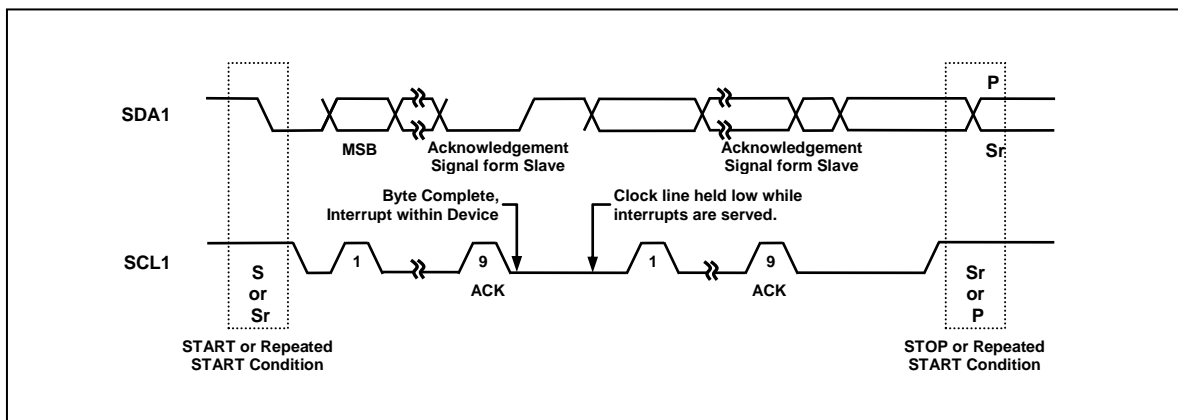 P
SDA1
MSB
Acknowledgement
Signal form Slave
Acknowledgement
Signal form Slave
Sr
Byte Complete,
Interrupt within Device
Clock line held low while
interrupts are served.
SCL1
1
9
1
9
S
or
Sr
ACK
ACK
Sr
or
P
START or Repeated
START Condition
STOP or Repeated
START Condition